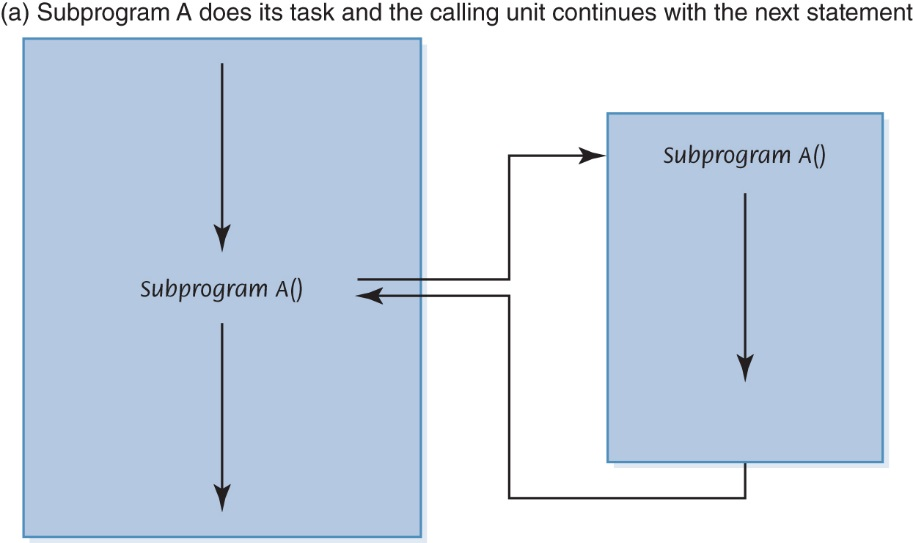 (a) Subprogram A does its task and the calling unit continues with the next statement
Subprogram A()
Subprogram A()